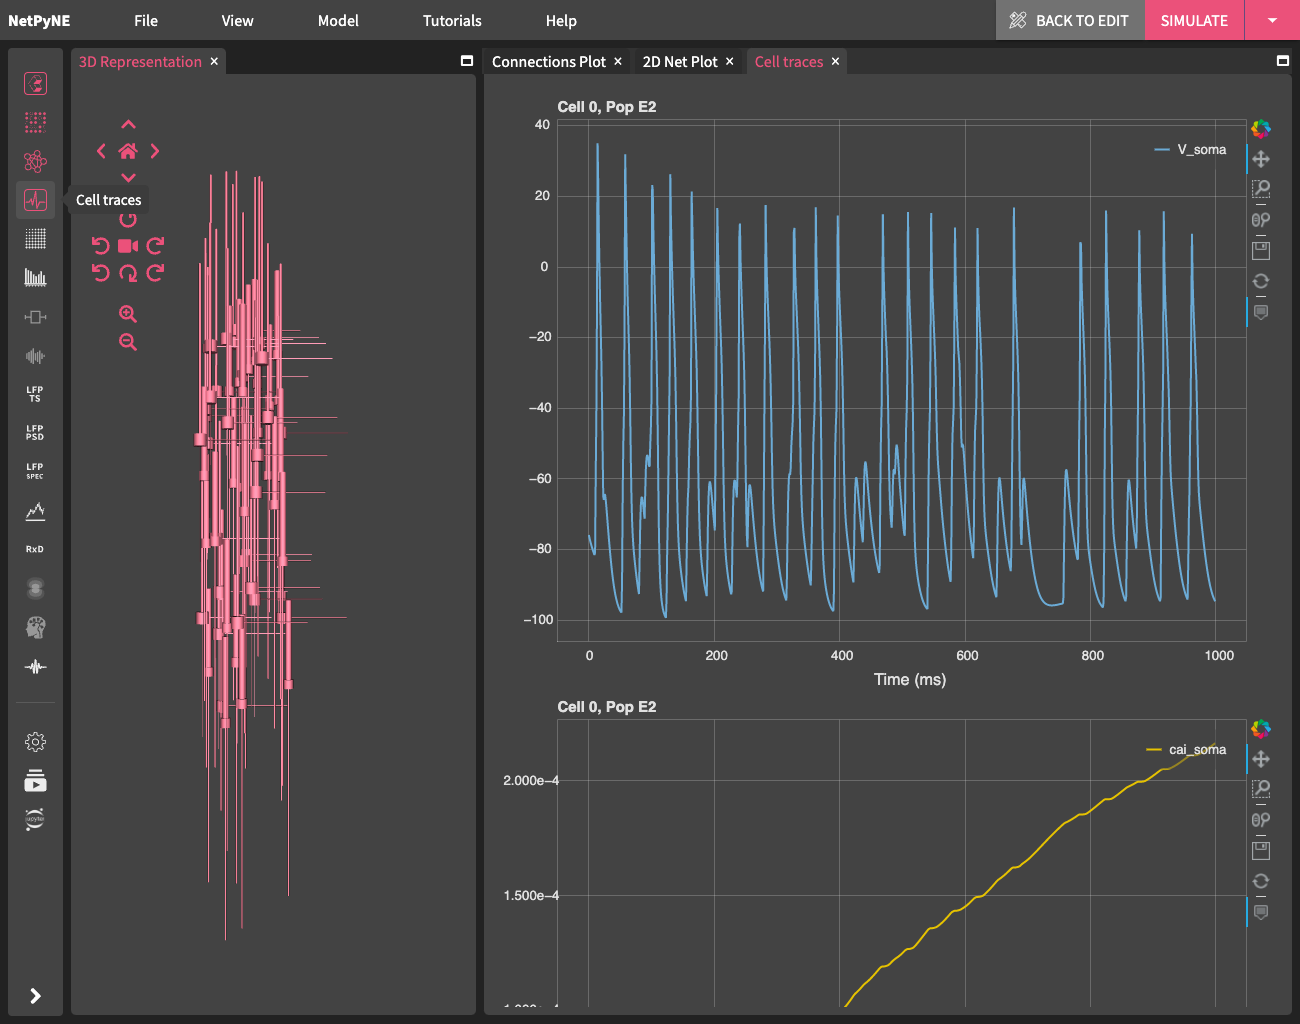 NetPyNE File View Model Tutorials Help BACK TO EDIT SIMULATE
3D Representation ×
Connections Plot × 2D Net Plot × Cell traces ×
Cell traces
LFP
TS
LFP
PSD
LFP
SPEC
RxD
jupyter
Cell 0, Pop E2
V_soma
40
20
0
−20
−40
−60
−80
−100
0 200 400 600 800 1000
Time (ms)
Cell 0, Pop E2
cai_soma
2.000e−4
1.500e−4